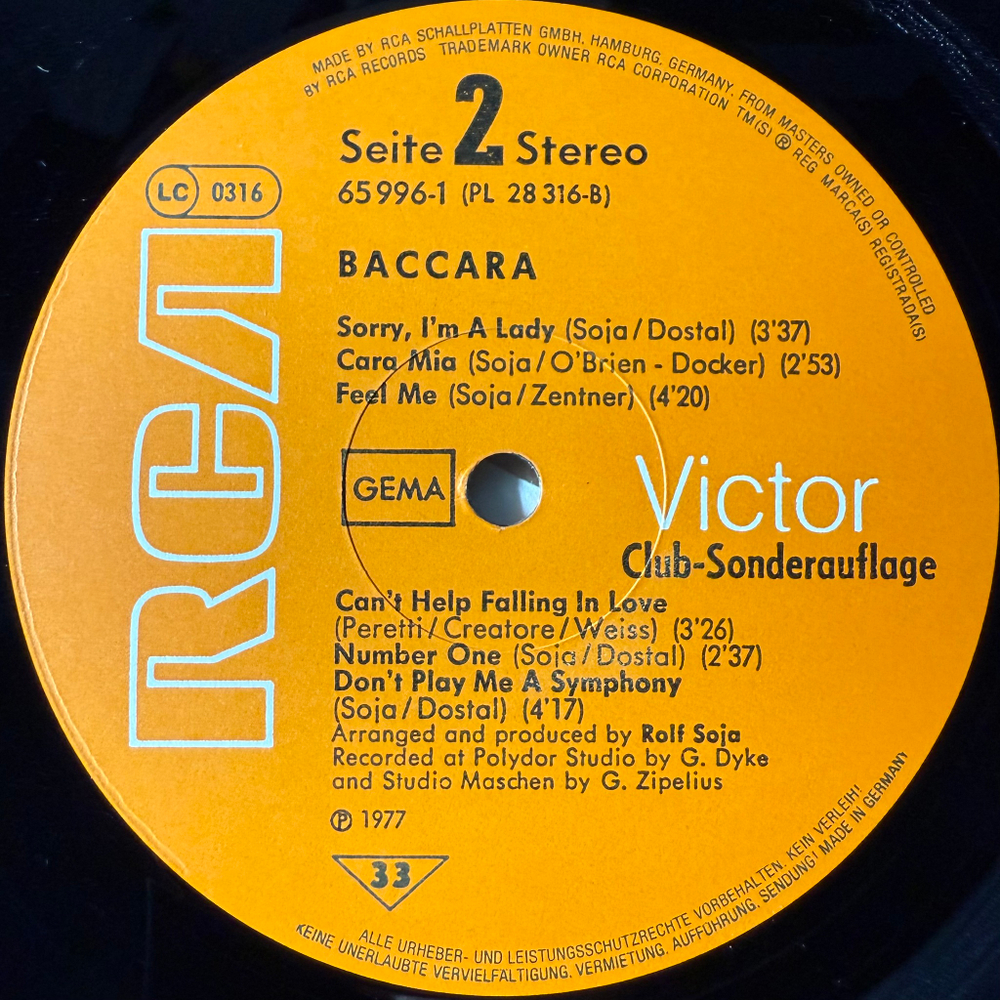 MADE BY RCA SCHALLPLATTEN GMBH, HAMBURG, GERMANY, FROM MASTERS OWNED OR CONTROLLED
BY RCA RECORDS TRADEMARK OWNER RCA CORPORATION TM(S) ® REG MARCA(S) REGISTRADA(S)
Seite 2 Stereo
65 996-1 (PL 28 316-B)
LC 0316
RCA
BACCARA
Sorry, I'm A Lady (Soja/Dostal) (3'37)
Cara Mia (Soja/O'Brien - Docker) (2'53)
Feel Me (Soja/Zentner) (4'20)
GEMA
Victor
Club-Sonderauflage
Can't Help Falling In Love
(Peretti/Creatore/Weiss) (3'26)
Number One (Soja/Dostal) (2'37)
Don't Play Me A Symphony
(Soja/Dostal) (4'17)
Arranged and produced by Rolf Soja
Recorded at Polydor Studio by G. Dyke
and Studio Maschen by G. Zipelius
℗ 1977
33
ALLE URHEBER- UND LEISTUNGSSCHUTZRECHTE VORBEHALTEN. KEIN VERLEIH!
KEINE UNERLAUBTE VERVIELFÄLTIGUNG, VERMIETUNG, AUFFÜHRUNG, SENDUNG! MADE IN GERMANY